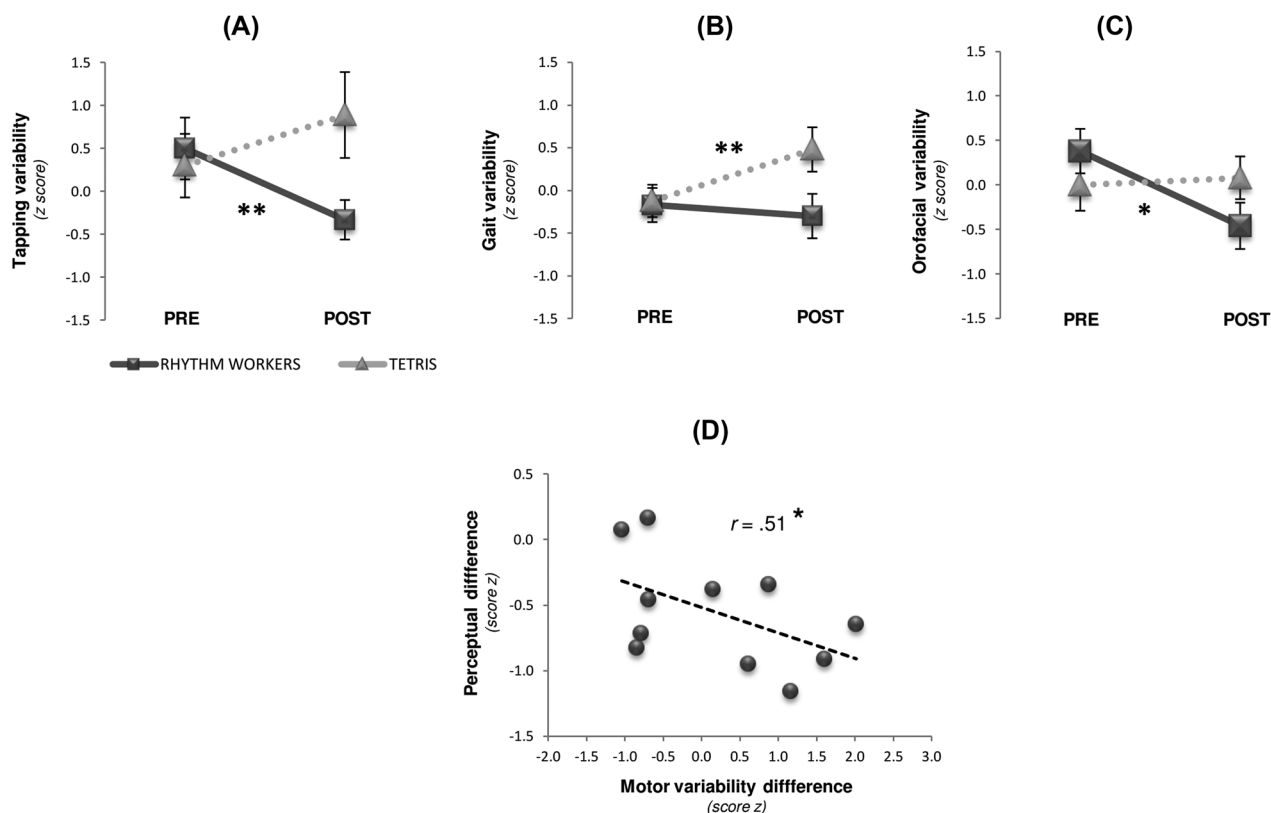 (A)
Tapping variability
(z score)
1.5
1.0
0.5
0.0
-0.5
-1.0
-1.5
**
PRE
POST
(B)
Gait variability
(z score)
1.5
1.0
0.5
0.0
-0.5
-1.0
-1.5
**
PRE
POST
(C)
Orofacial variability
(z score)
1.5
1.0
0.5
0.0
-0.5
-1.0
-1.5
*
PRE
POST
RHYTHM WORKERS
TETRIS
(D)
Perceptual diffference
(score z)
0.5
0.0
-0.5
-1.0
-1.5
r = .51 *
-2.0 -1.5 -1.0 -0.5 0.0 0.5 1.0 1.5 2.0 2.5 3.0
Motor variability diffference
(score z)